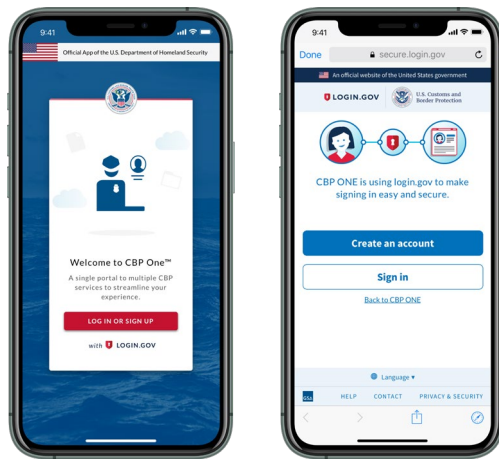 9:41
Official App of the U.S. Department of Homeland Security
Welcome to CBP One™
A single portal to multiple CBP
services to streamline your
experience.
LOG IN OR SIGN UP
with LOGIN.GOV
9:41
Done
secure.login.gov
An official website of the United States government
LOGIN.GOV
U.S. Customs and
Border Protection
CBP ONE is using login.gov to make
signing in easy and secure.
Create an account
Sign in
Back to CBP ONE
Language
GSA
HELP
CONTACT
PRIVACY & SECURITY